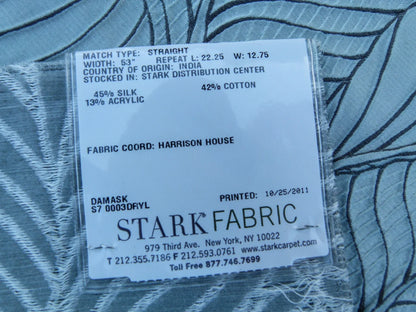 MATCH TYPE: STRAIGHT
WIDTH: 53" REPEAT L: 22.25 W: 12.75
COUNTRY OF ORIGIN: INDIA
STOCKED IN: STARK DISTRIBUTION CENTER
45% SILK 42% COTTON
13% ACRYLIC
FABRIC COORD: HARRISON HOUSE
DAMASK PRINTED: 10/25/2011
S7 0003DRYL
STARK FABRIC
979 Third Ave. New York, NY 10022
T 212.355.7186 F 212.593.0761 www.starkcarpet.com
Toll Free 877.746.7699